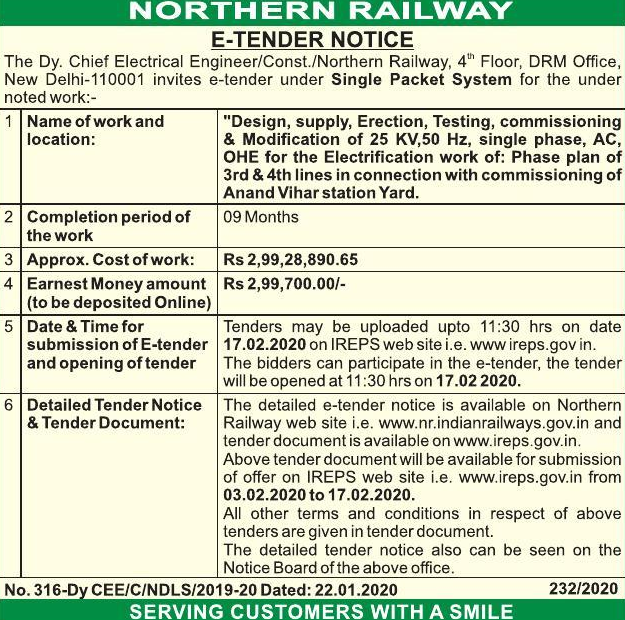 NORTHERN RAILWAY
E-TENDER NOTICE
The Dy. Chief Electrical Engineer/Const./Northern Railway, 4th Floor, DRM Office,
New Delhi-110001 invites e-tender under Single Packet System for the under
noted work:-
1 Name of work and location:
"Design, supply, Erection, Testing, commissioning
& Modification of 25 KV,50 Hz, single phase, AC,
OHE for the Electrification work of: Phase plan of
3rd & 4th lines in connection with commissioning of
Anand Vihar station Yard.
2 Completion period of
the work
09 Months
3 Approx. Cost of work: Rs 2,99,28,890.65
4 Earnest Money amount
(to be deposited Online)
Rs 2,99,700.00/-
5 Date & Time for
submission of E-tender
and opening of tender
Tenders may be uploaded upto 11:30 hrs on date
17.02.2020 on IREPS web site i.e. www ireps.gov in.
The bidders can participate in the e-tender, the tender
will be opened at 11:30 hrs on 17.02 2020.
6 Detailed Tender Notice
& Tender Document:
The detailed e-tender notice is available on Northern
Railway web site i.e. www.nr.indianrailways.gov.in and
tender document is available on www.ireps.gov.in.
Above tender document will be available for submission
of offer on IREPS web site i.e. www.ireps.gov.in from
03.02.2020 to 17.02.2020.
All other terms and conditions in respect of above
tenders are given in tender document.
The detailed tender notice also can be seen on the
Notice Board of the above office.
No. 316-Dy CEE/C/NDLS/2019-20 Dated: 22.01.2020 232/2020
SERVING CUSTOMERS WITH A SMILE